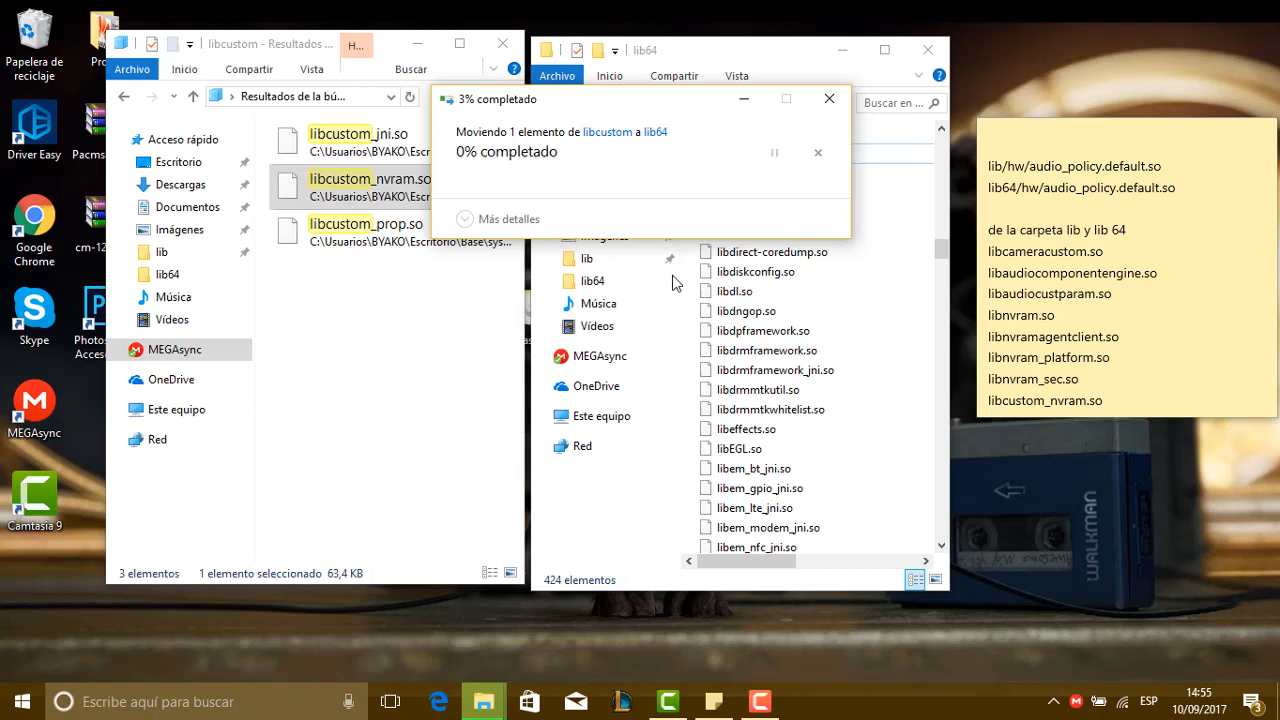 Papelera de
reciclaje
Pro
Driver Easy
Pacms
Google
Chrome
cm-12
Skype
Photos
Acce
MEGAsync
Camtasia 9
libcustom - Resultados ...
H...
Archivo
Inicio
Compartir
Vista
Buscar
Resultados de la bú...
Acceso rápido
Escritorio
Descargas
Documentos
Imágenes
lib
lib64
Música
Vídeos
MEGAsync
OneDrive
Este equipo
Red
libcustom_jni.so
C:\Usuarios\BYAKO\Escri
libcustom_nvram.so
C:\Usuarios\BYAKO\Escri
libcustom_prop.so
C:\Usuarios\BYAKO\Escritorio\Base\sys...
3 elementos
1 elemento seleccionado 63,4 KB
lib64
Archivo
Inicio
Compartir
Vista
Buscar en ...
3% completado
Moviendo 1 elemento de libcustom a lib64
0% completado
Más detalles
Imágenes
lib
lib64
Música
Vídeos
MEGAsync
OneDrive
Este equipo
Red
libdirect-coredump.so
libdiskconfig.so
libdl.so
libdngop.so
libdpframework.so
libdrmframework.so
libdrmframework_jni.so
libdrmmtkutil.so
libdrmmtkwhitelist.so
libeffects.so
libEGL.so
libem_bt_jni.so
libem_gpio_jni.so
libem_lte_jni.so
libem_modem_jni.so
libem_nfc_jni.so
424 elementos
lib/hw/audio_policy.default.so
lib64/hw/audio_policy.default.so
de la carpeta lib y lib 64
libcameracustom.so
libaudiocomponentengine.so
libaudiocustparam.so
libnvram.so
libnvramagentclient.so
libnvram_platform.so
libnvram_sec.so
libcustom_nvram.so
WALKMAN
Escribe aquí para buscar
ESP
14:55
10/09/2017
3